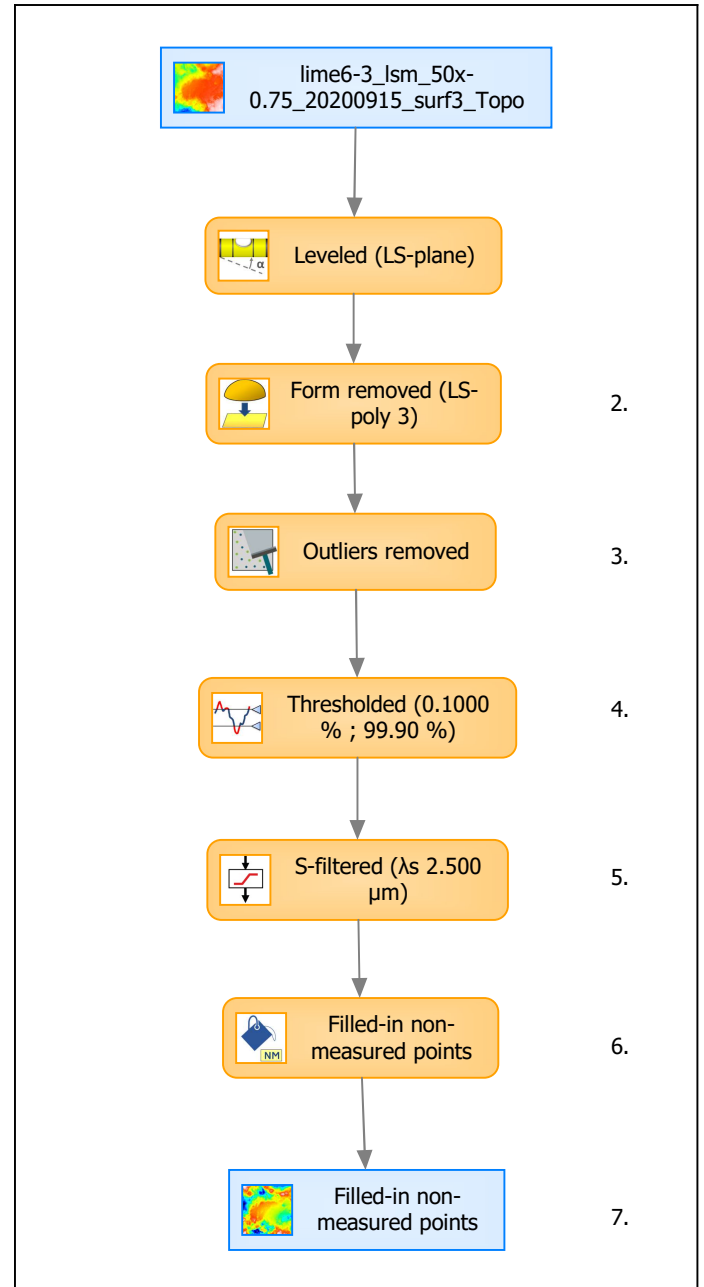 lime6-3_lsm_50x-
0.75_20200915_surf3_Topo
α
Leveled (LS-plane)
Form removed (LS-
poly 3)
2.
Outliers removed
3.
Thresholded (0.1000
% ; 99.90 %)
4.
S-filtered (λs 2.500
µm)
5.
NM
Filled-in non-
measured points
6.
Filled-in non-
measured points
7.